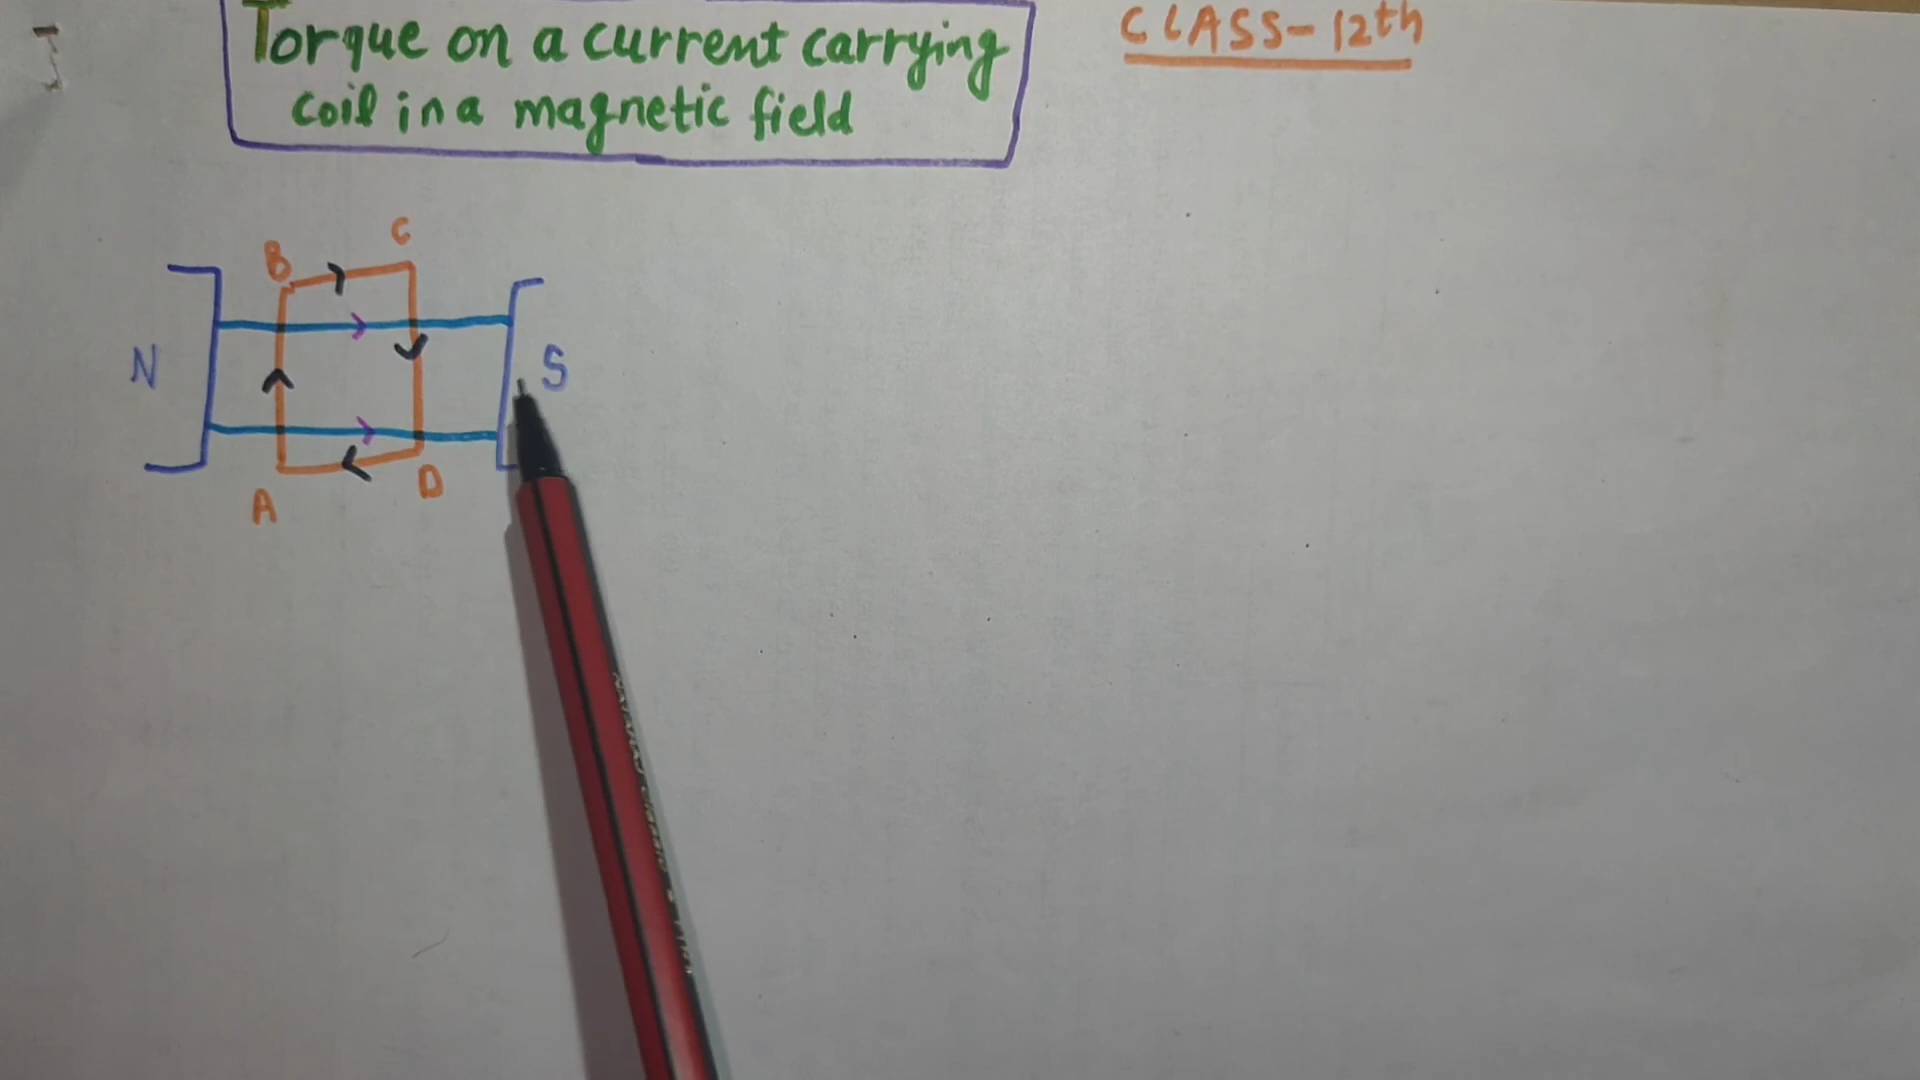 Torque on a current carrying
coil in a magnetic field
CLASS-12th
B
C
N
S
A
D